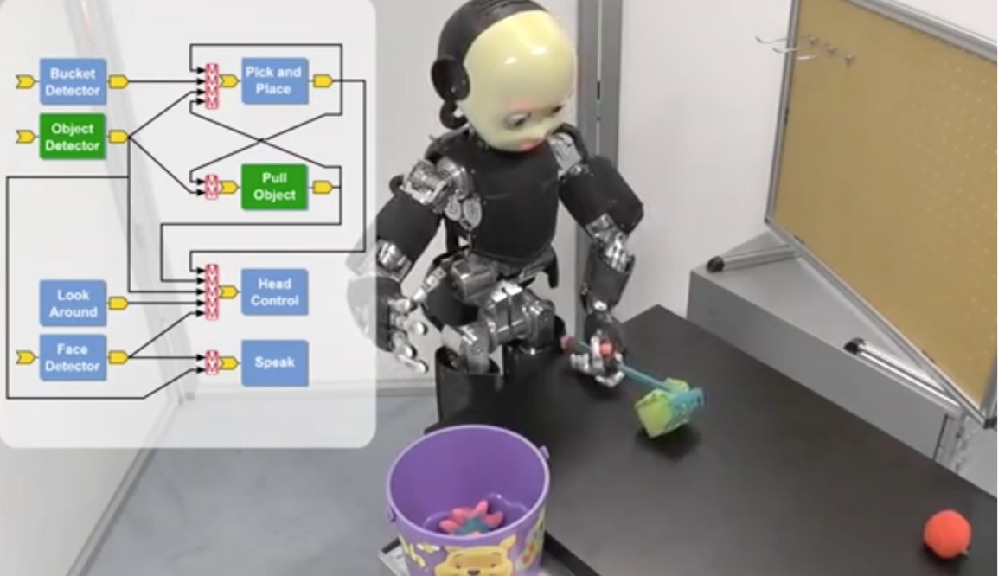 Bucket
Detector
Pick and
Place
Object
Detector
Pull
Object
Look
Around
Head
Control
Face
Detector
Speak